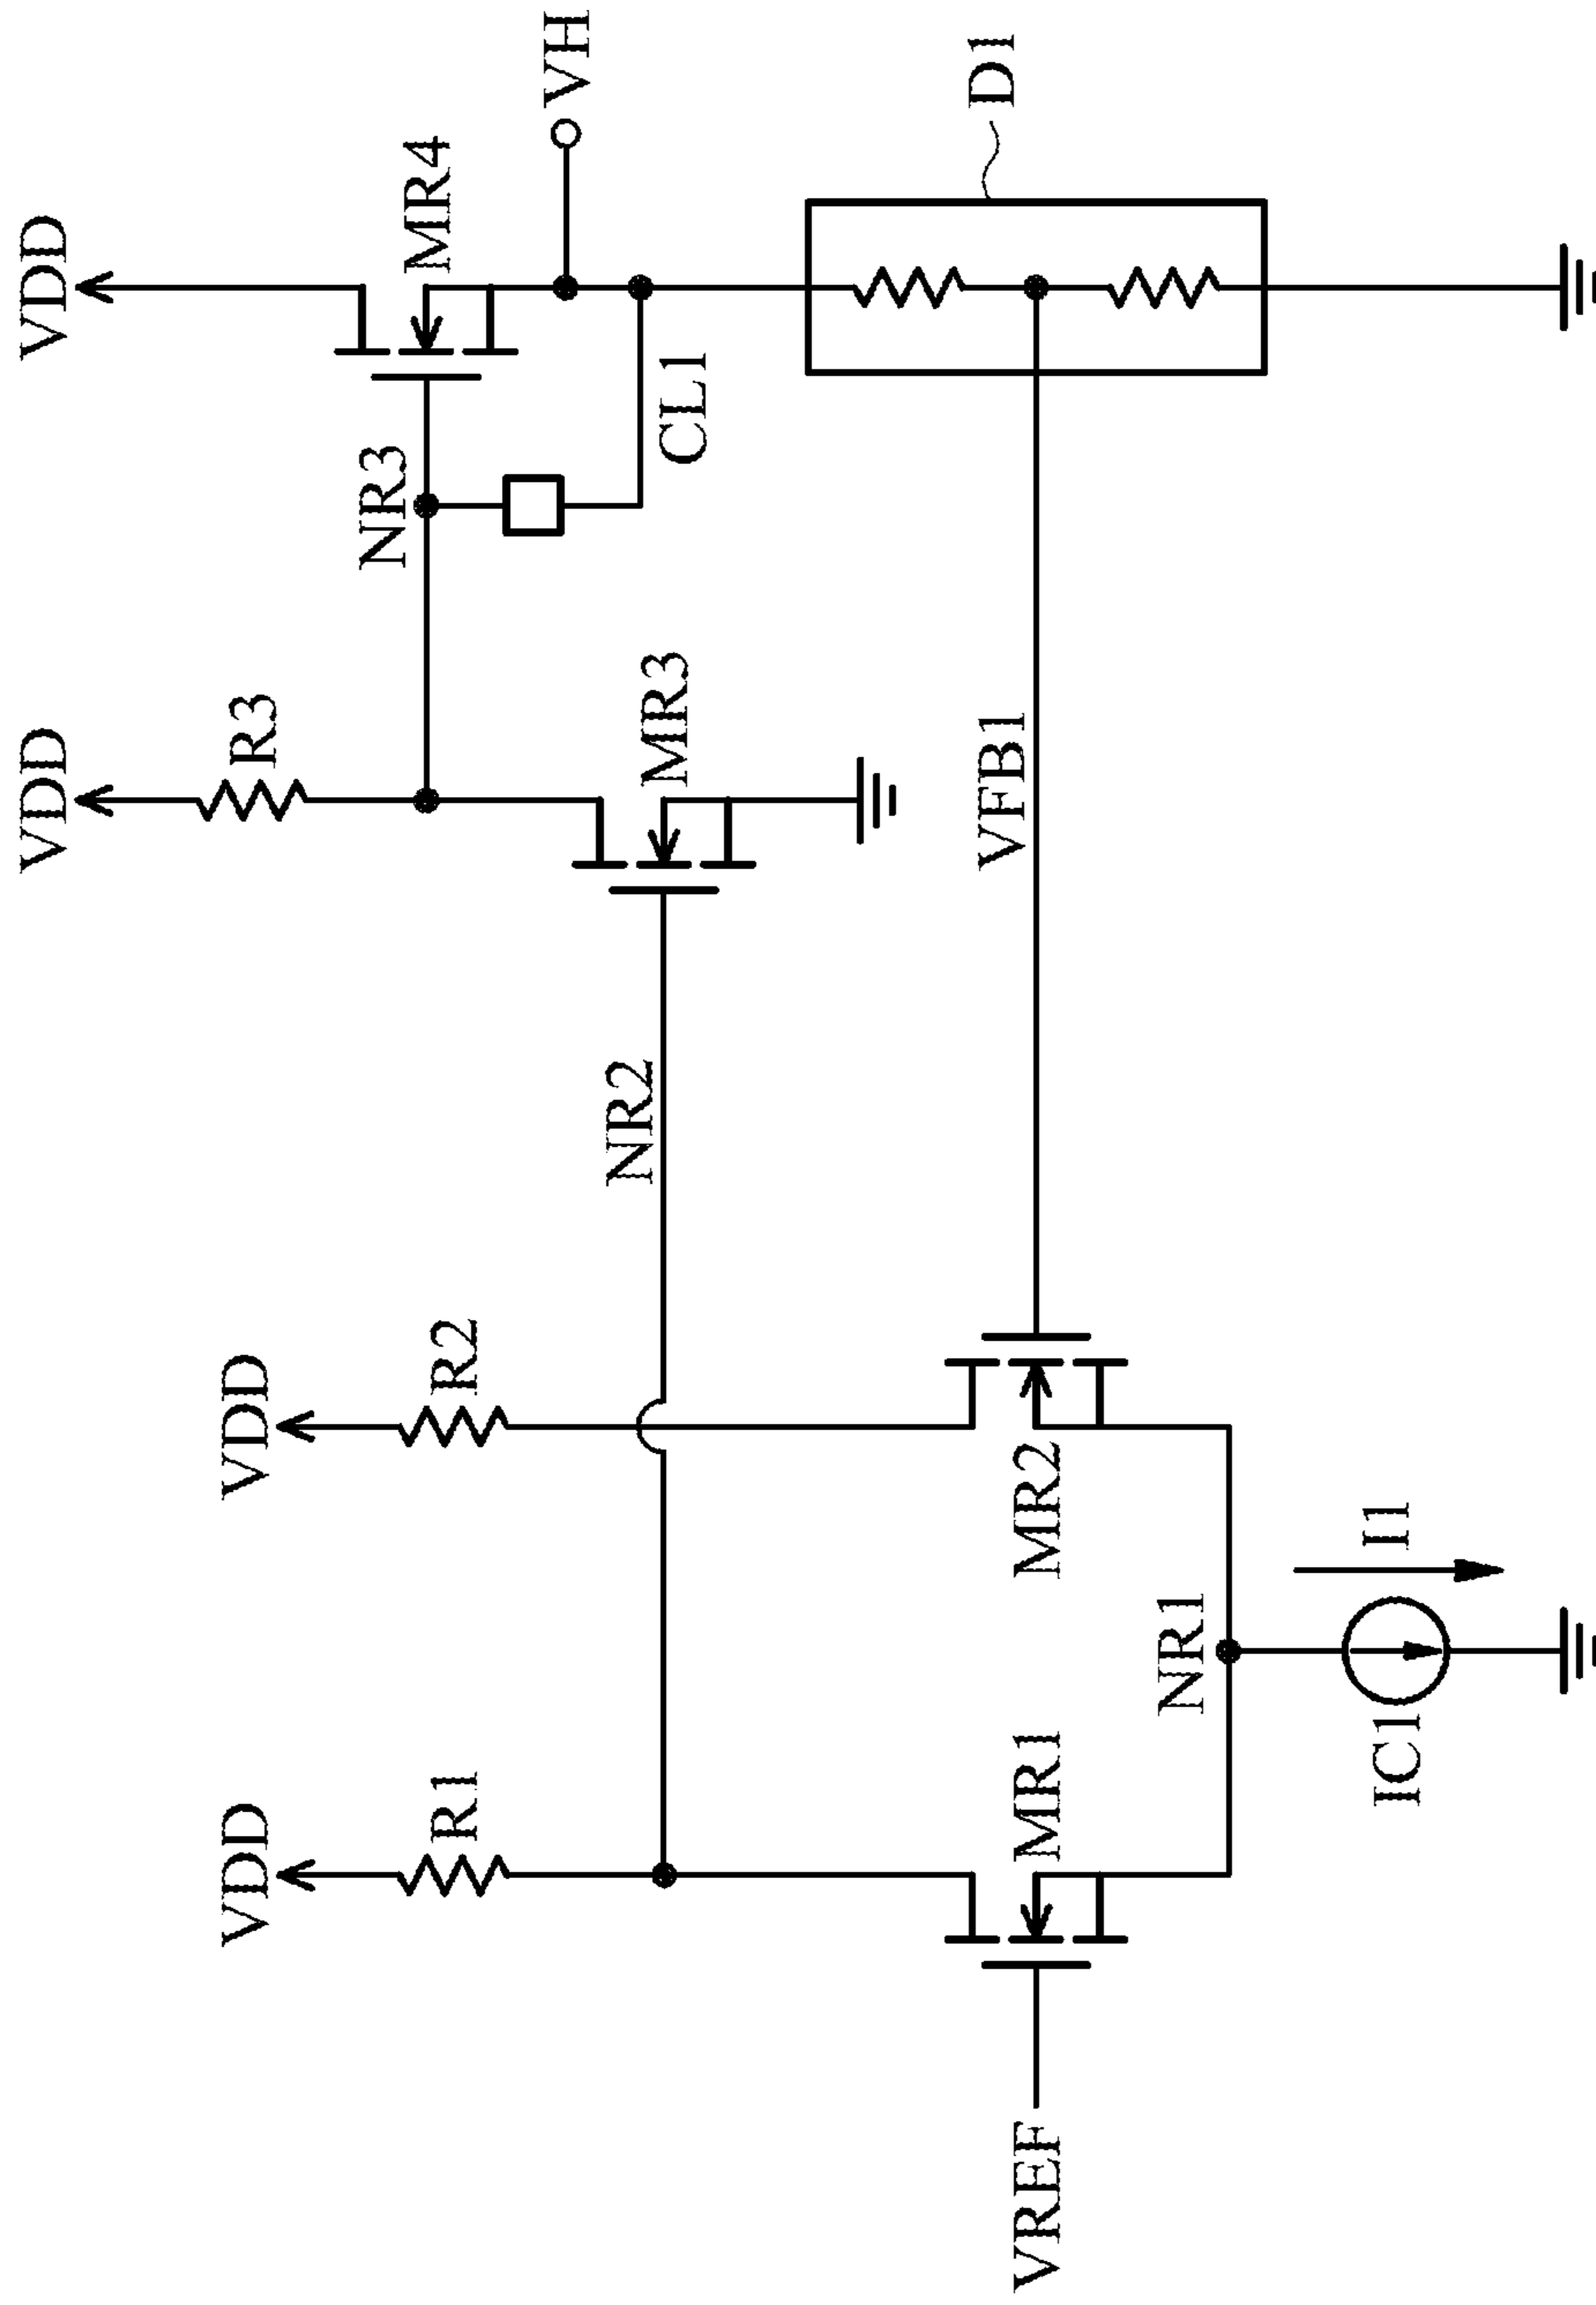 VDD
VDD
MR4
VH
R3
NR3
CL1
D1
MR3
VDD
VDD
R2
NR2
VFB1
R1
MR2
MR1
NR1
I1
IC1
VREF